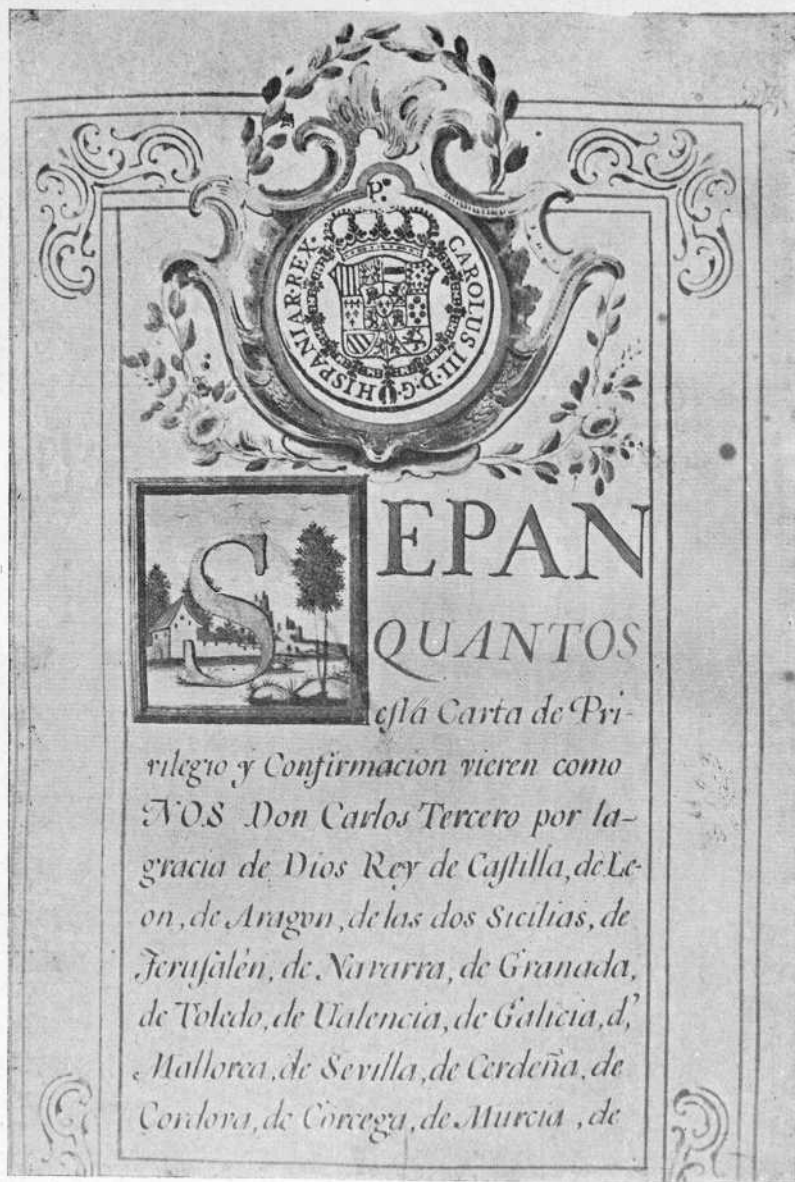 P.
CAROLUS III·D·G·HISPANIAR·REX·
SEPAN
QUANTOS
esta Carta de Pri-
vilegio y Confirmacion vieren como
NOS Don Carlos Tercero por la-
gracia de Dios Rey de Castilla, de Le-
on, de Aragon, de las dos Sicilias, de
Jerusalén, de Navarra, de Granada,
de Toledo, de Ualencia, de Galicia, d,
Mallorca, de Sevilla, de Cerdeña, de
Cordova, de Corcega, de Murcia, de